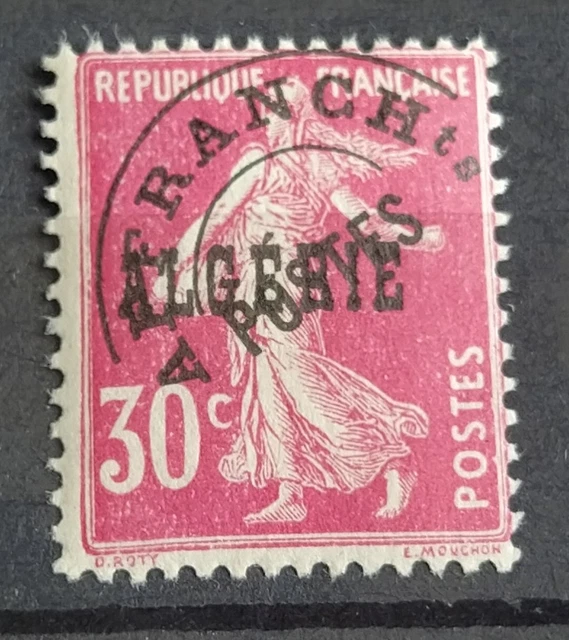 REPUBLIQUE FRANÇAISE
AFFRANCHts
POSTES
ALGÉRIE
30c
POSTES
O. ROTY
E. MOUCHON